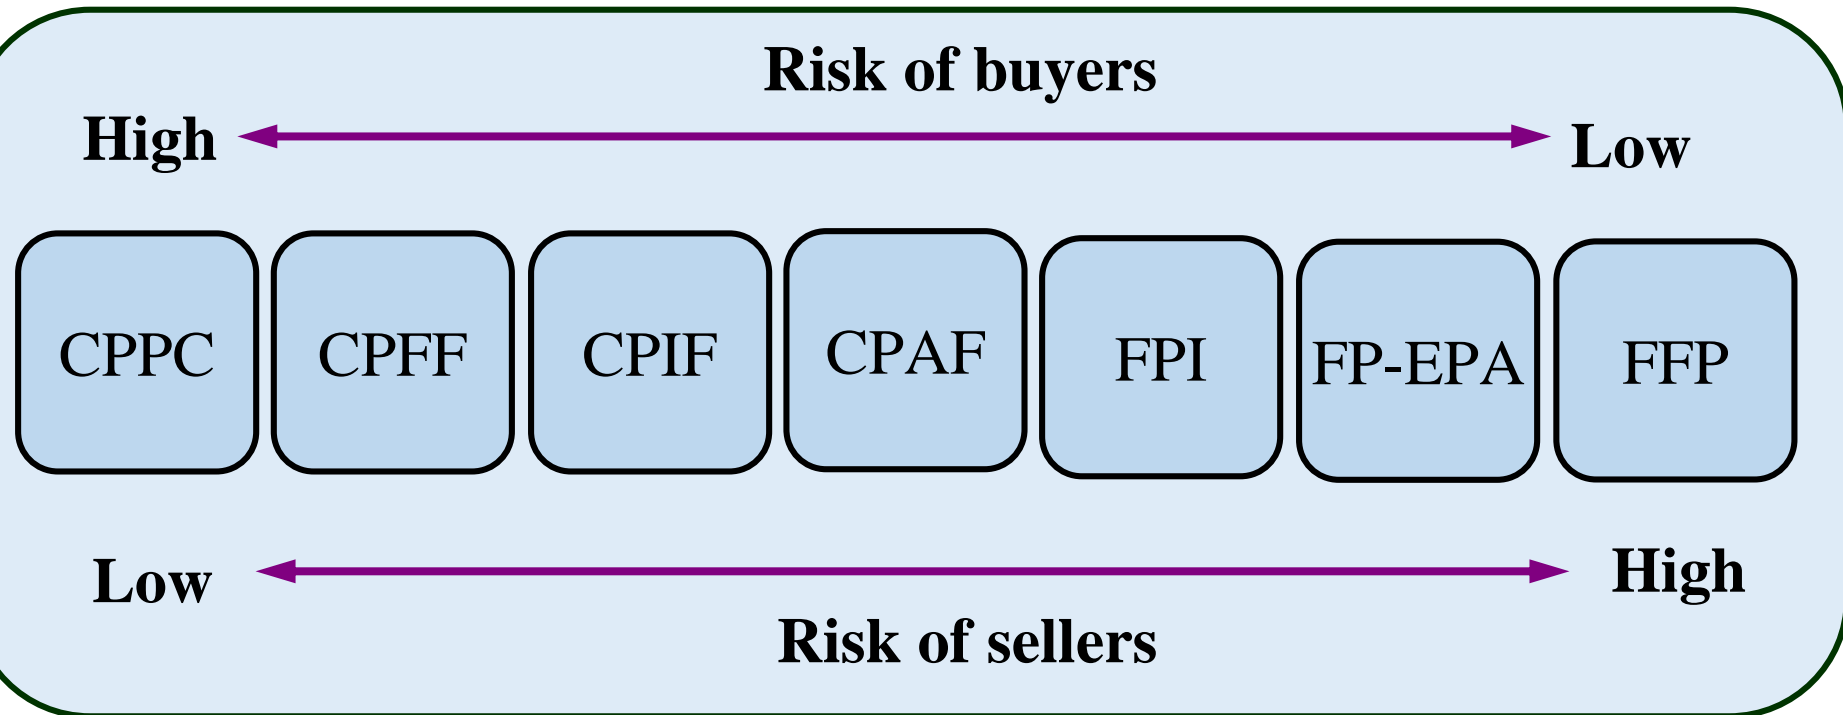 Risk of buyers
High
Low
CPPC
CPFF
CPIF
CPAF
FPI
FP-EPA
FFP
Low
High
Risk of sellers